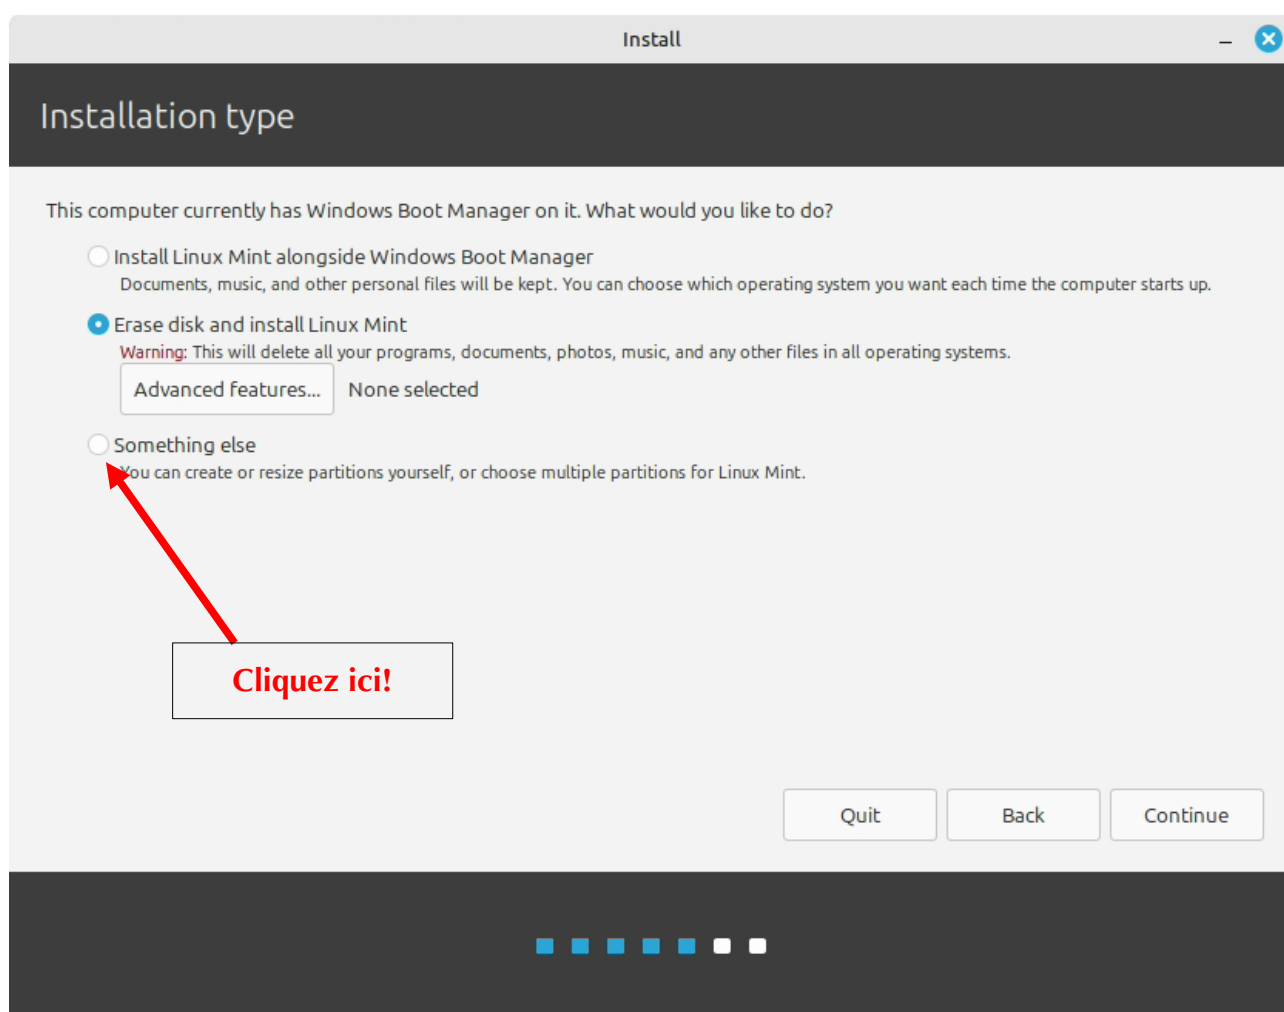 Install
Installation type
This computer currently has Windows Boot Manager on it. What would you like to do?
Install Linux Mint alongside Windows Boot Manager
Documents, music, and other personal files will be kept. You can choose which operating system you want each time the computer starts up.
Erase disk and install Linux Mint
Warning: This will delete all your programs, documents, photos, music, and any other files in all operating systems.
Advanced features... None selected
Something else
You can create or resize partitions yourself, or choose multiple partitions for Linux Mint.
Cliquez ici!
Quit Back Continue